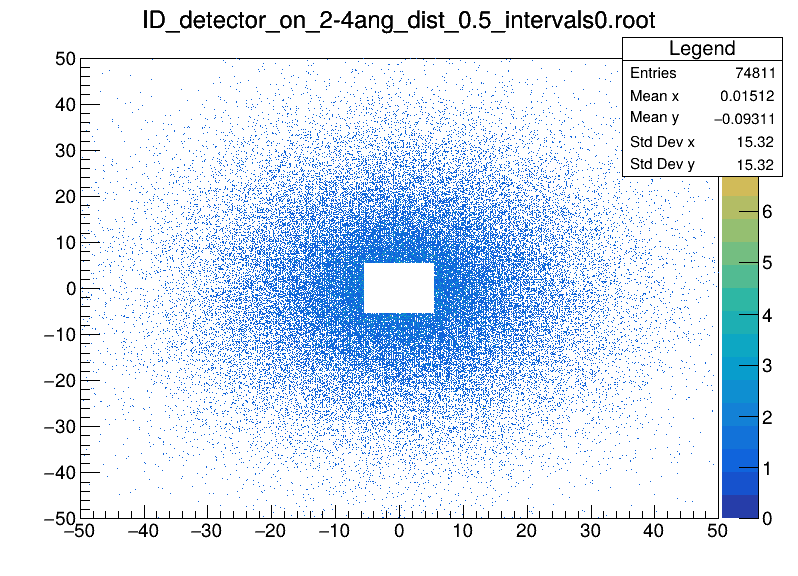 ID_detector_on_2-4ang_dist_0.5_intervals0.root
Legend
Entries 74811
Mean x 0.01512
Mean y −0.09311
Std Dev x 15.32
Std Dev y 15.32
50
40
30
20
10
0
−10
−20
−30
−40
−50
−50 −40 −30 −20 −10 0 10 20 30 40 50
6
5
4
3
2
1
0